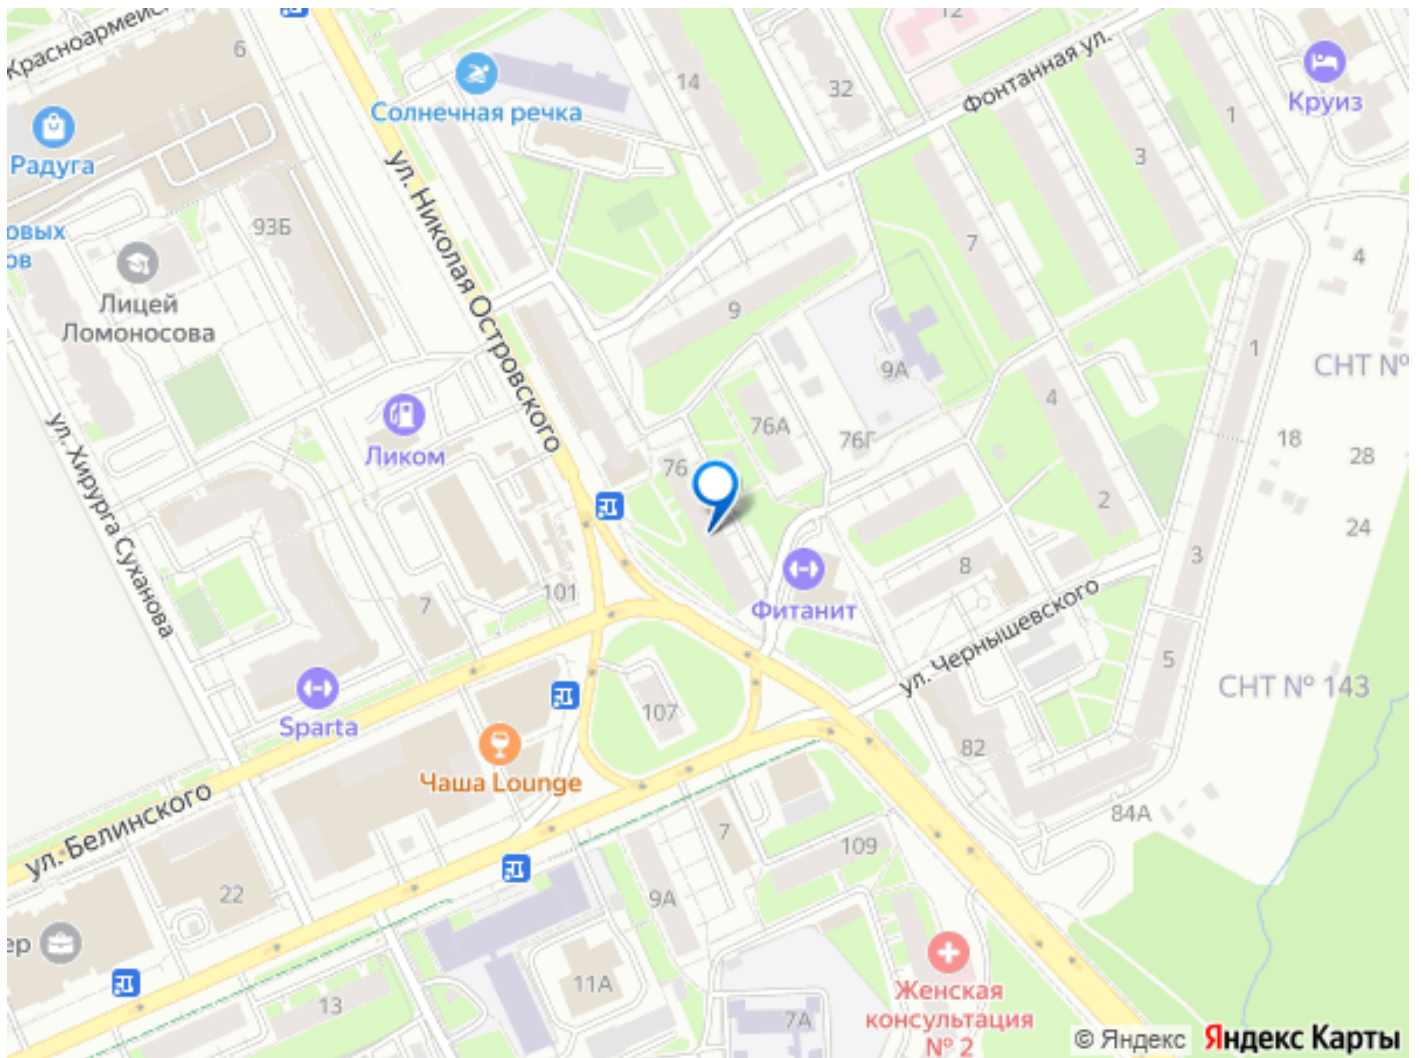 Красноармейс
6
12
Солнечная речка
14
32
Фонтанная ул.
Круиз
1
3
Радуга
овых
ов
93Б
Лицей
Ломоносова
ул. Николая Островского
7
9
9А
4
1
СНТ №
4
18
28
24
Ликом
76
76А
76Г
2
3
ул. Хирурга Суханова
101
7
Фитанит
8
ул. Чернышевского
5
СНТ № 143
Sparta
107
82
Чаша Lounge
84А
ул. Белинского
7
109
22
9А
ер
11А
13
7А
Женская
консультация
№ 2
© Яндекс Яндекс Карты